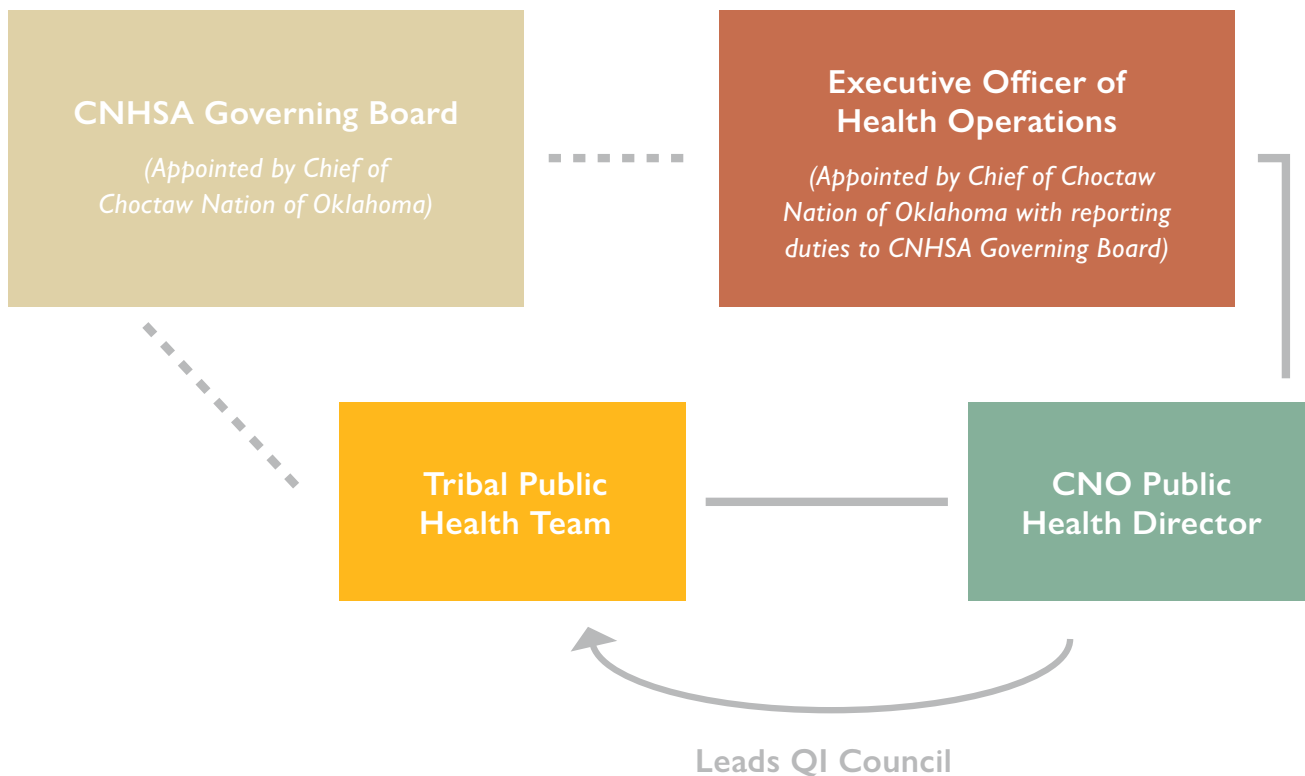 CNHSA Governing Board
(Appointed by Chief of
Choctaw Nation of Oklahoma)
Executive Officer of
Health Operations
(Appointed by Chief of Choctaw
Nation of Oklahoma with reporting
duties to CNHSA Governing Board)
Tribal Public
Health Team
CNO Public
Health Director
Leads QI Council